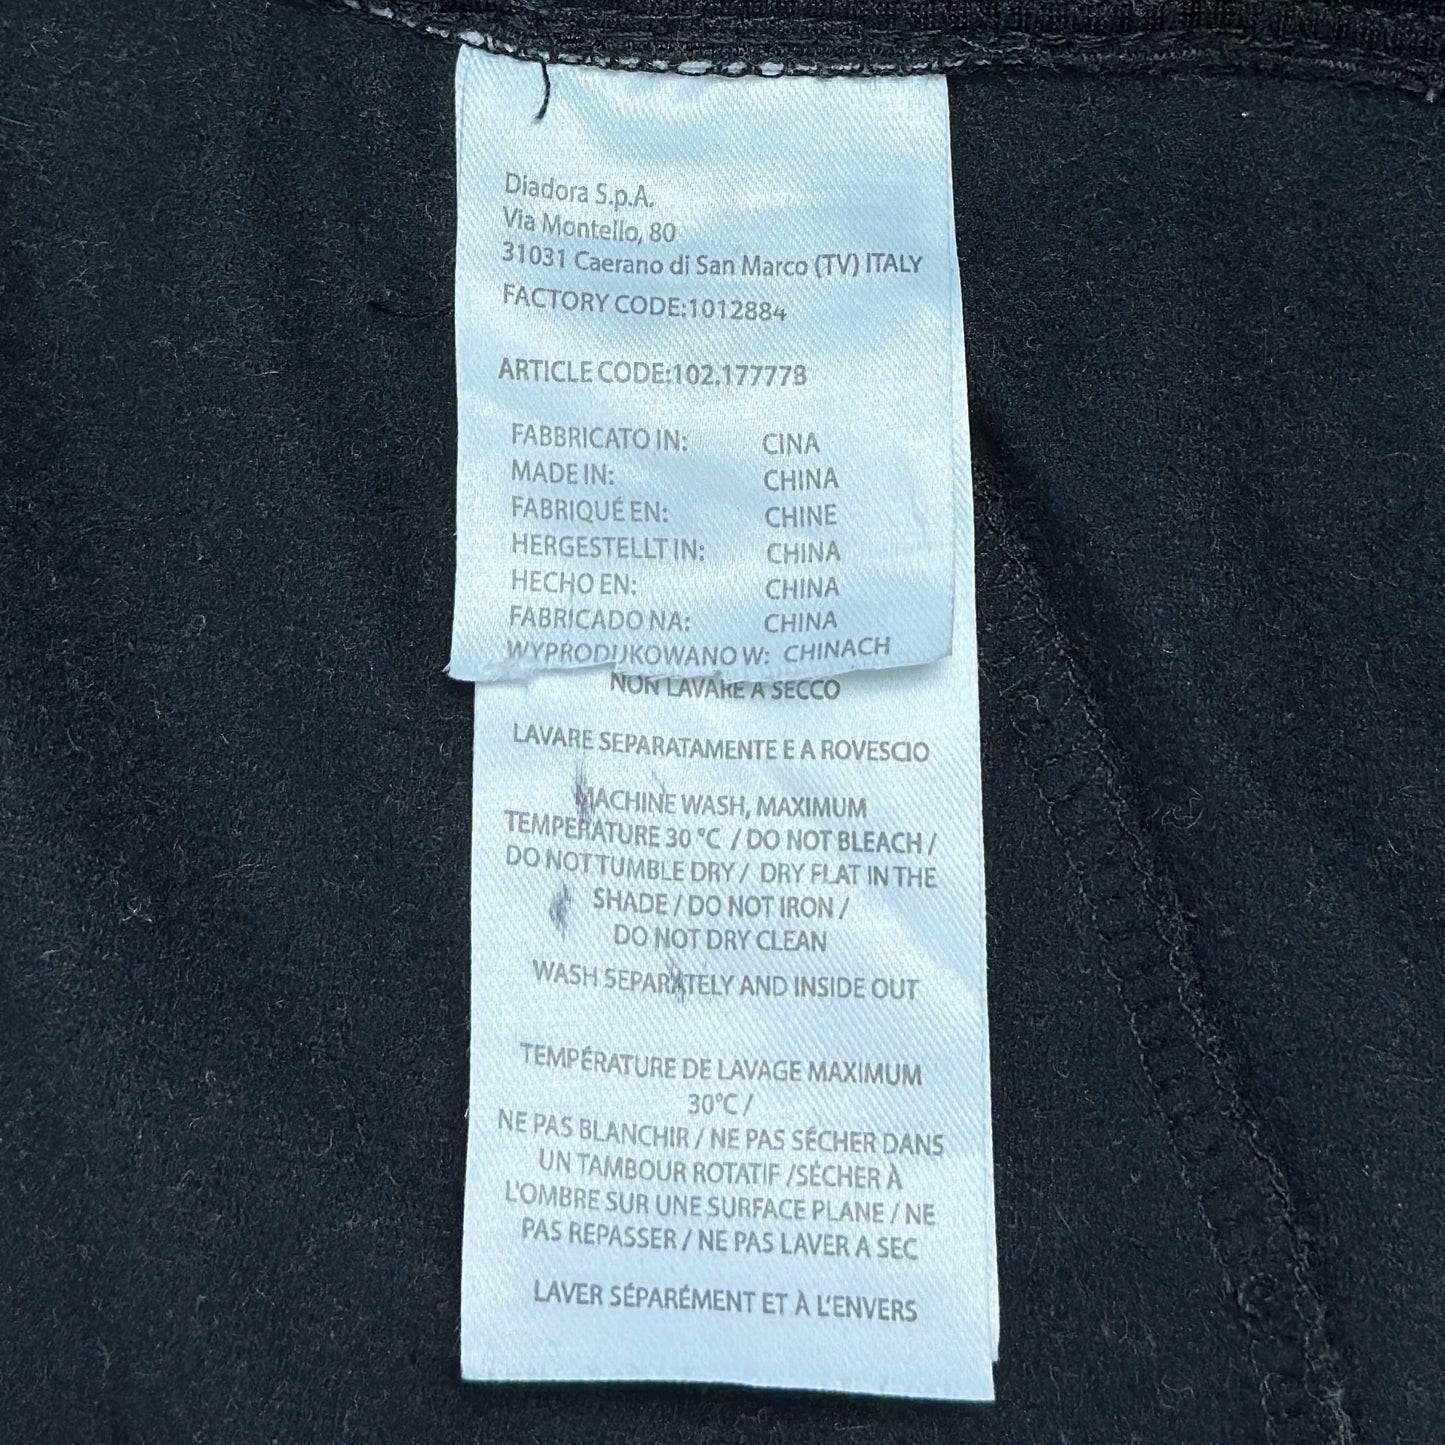 Diadora S.p.A.
Via Montello, 80
31031 Caerano di San Marco (TV) ITALY
FACTORY CODE:1012884
ARTICLE CODE:102.177778
FABBRICATO IN: CINA
MADE IN: CHINA
FABRIQUÉ EN: CHINE
HERGESTELLT IN: CHINA
HECHO EN: CHINA
FABRICADO NA: CHINA
WYPRODUKOWANO W: CHINACH
NON LAVARE A SECCO
LAVARE SEPARATAMENTE E A ROVESCIO
MACHINE WASH, MAXIMUM
TEMPERATURE 30 °C / DO NOT BLEACH /
DO NOT TUMBLE DRY / DRY FLAT IN THE
SHADE / DO NOT IRON /
DO NOT DRY CLEAN
WASH SEPARATELY AND INSIDE OUT
TEMPÉRATURE DE LAVAGE MAXIMUM
30°C /
NE PAS BLANCHIR / NE PAS SÉCHER DANS
UN TAMBOUR ROTATIF /SÉCHER À
L'OMBRE SUR UNE SURFACE PLANE / NE
PAS REPASSER / NE PAS LAVER A SEC
LAVER SÉPARÉMENT ET À L'ENVERS